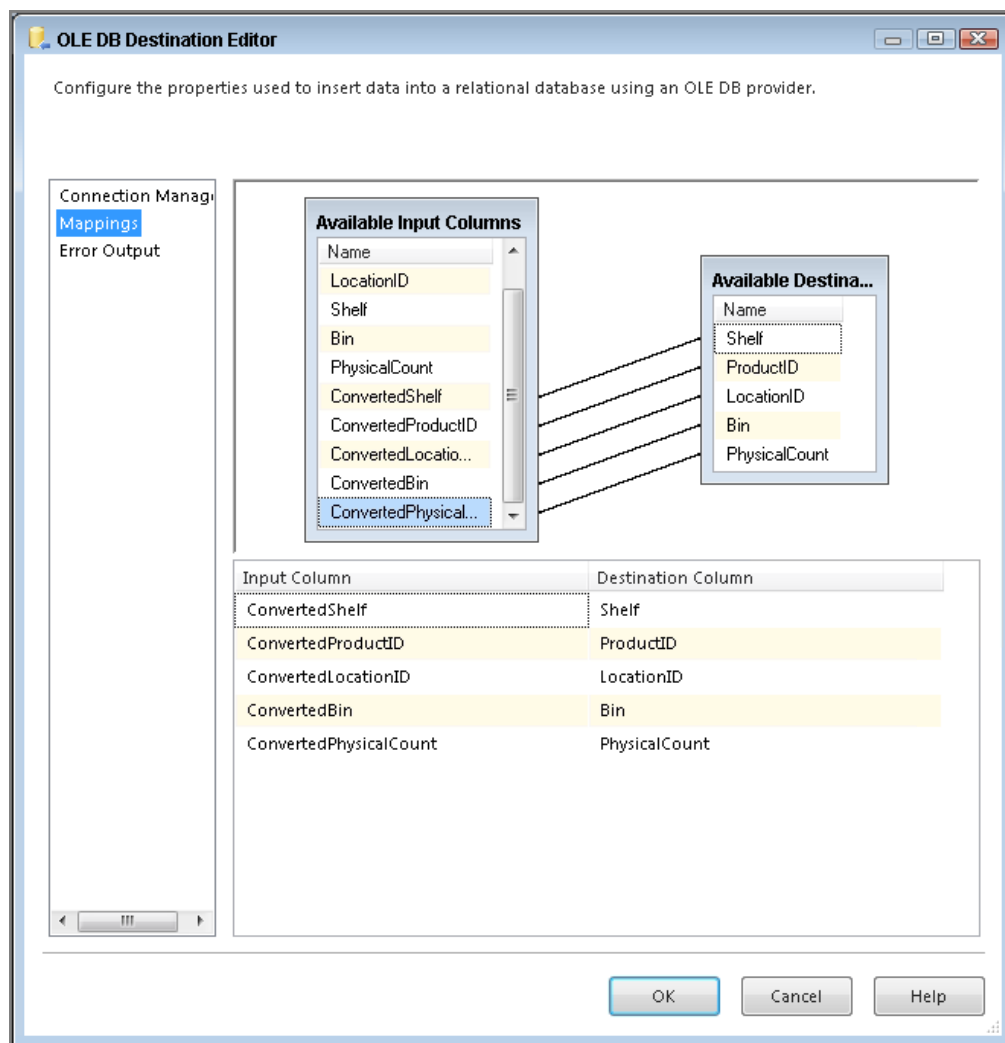 OLE DB Destination Editor
Configure the properties used to insert data into a relational database using an OLE DB provider.
Connection Manag
Mappings
Error Output
Available Input Columns
Name
LocationID
Shelf
Bin
PhysicalCount
ConvertedShelf
ConvertedProductID
ConvertedLocatio...
ConvertedBin
ConvertedPhysical...
Available Destina...
Name
Shelf
ProductID
LocationID
Bin
PhysicalCount
Input Column Destination Column
ConvertedShelf Shelf
ConvertedProductID ProductID
ConvertedLocationID LocationID
ConvertedBin Bin
ConvertedPhysicalCount PhysicalCount
OK Cancel Help